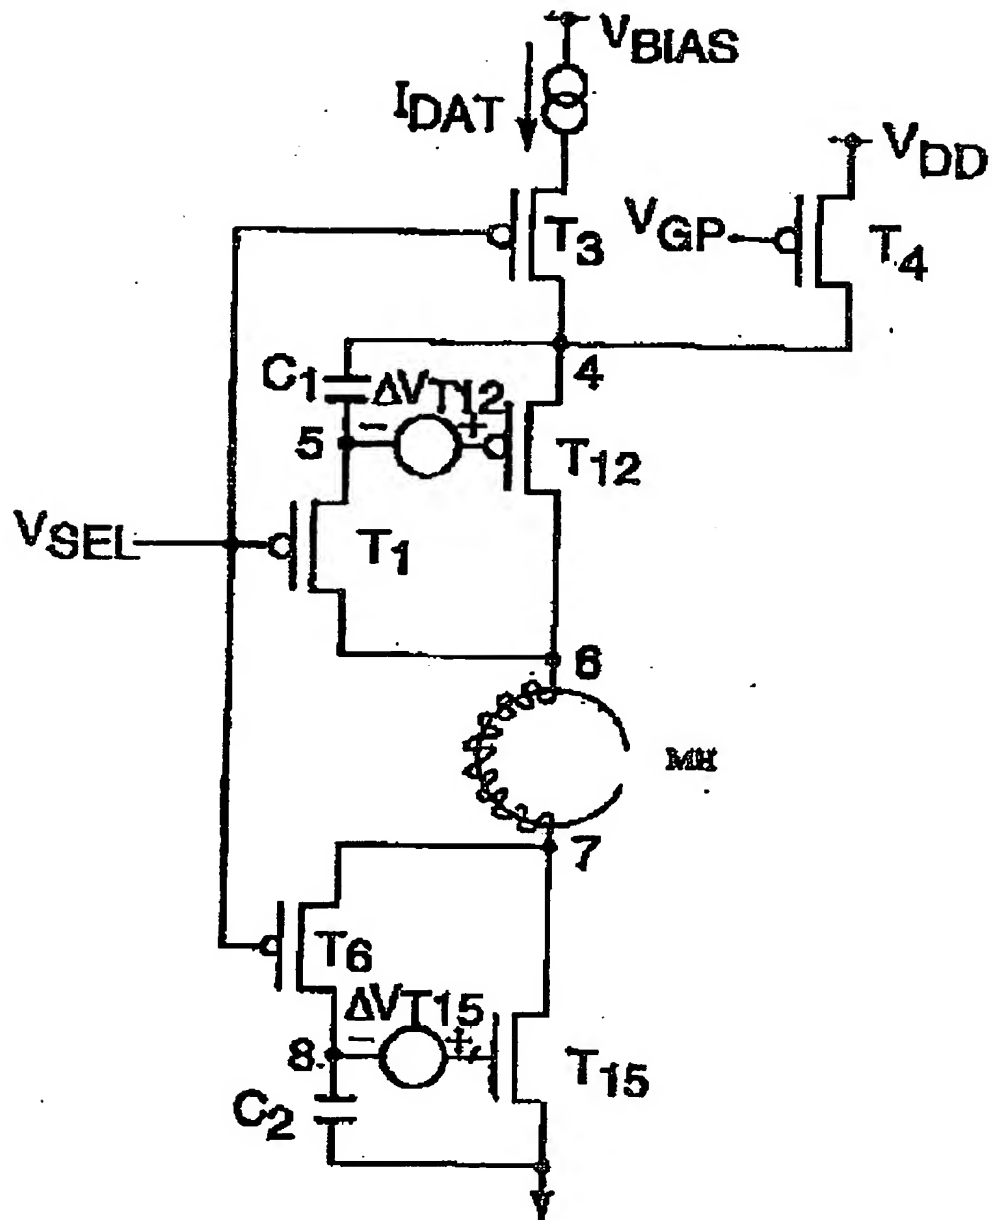 VBIAS
IDAT
VDD
VGP
T3
T4
4
C1
ΔVT12
5
- +
T12
VSEL
T1
6
MH
7
T6
ΔVT15
8
- +
T15
C2